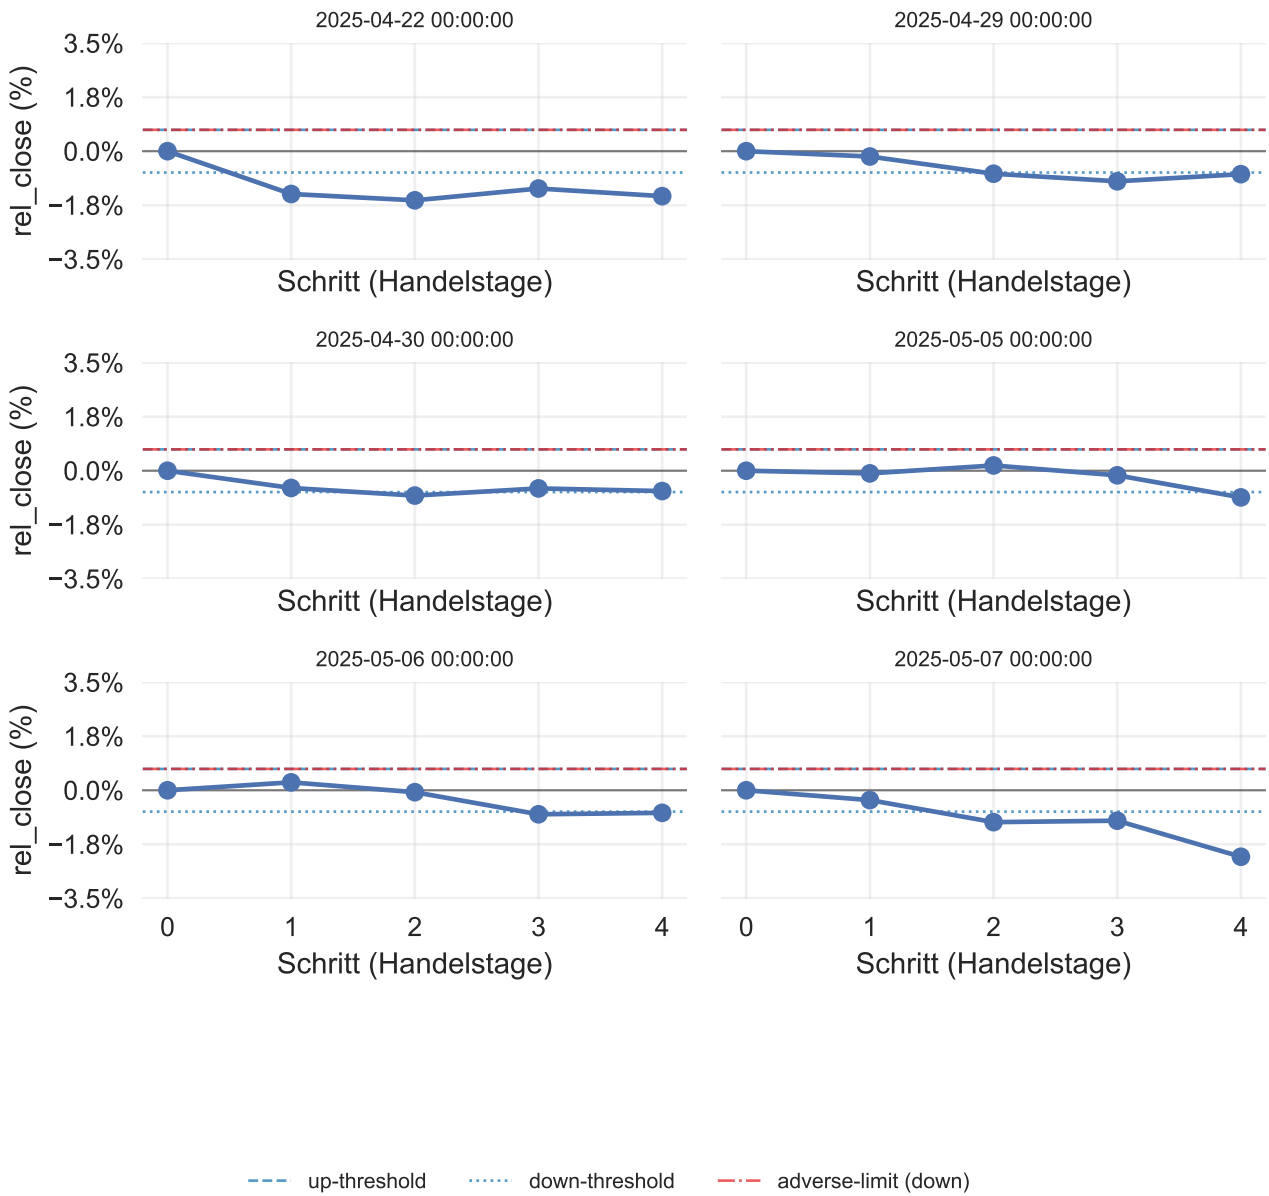 2025-04-22 00:00:00
2025-04-29 00:00:00
3.5%
1.8%
0.0%
−1.8%
−3.5%
rel_close (%)
Schritt (Handelstage)
Schritt (Handelstage)
2025-04-30 00:00:00
2025-05-05 00:00:00
3.5%
1.8%
0.0%
−1.8%
−3.5%
rel_close (%)
Schritt (Handelstage)
Schritt (Handelstage)
2025-05-06 00:00:00
2025-05-07 00:00:00
3.5%
1.8%
0.0%
−1.8%
−3.5%
rel_close (%)
0 1 2 3 4
0 1 2 3 4
Schritt (Handelstage)
Schritt (Handelstage)
up-threshold down-threshold adverse-limit (down)